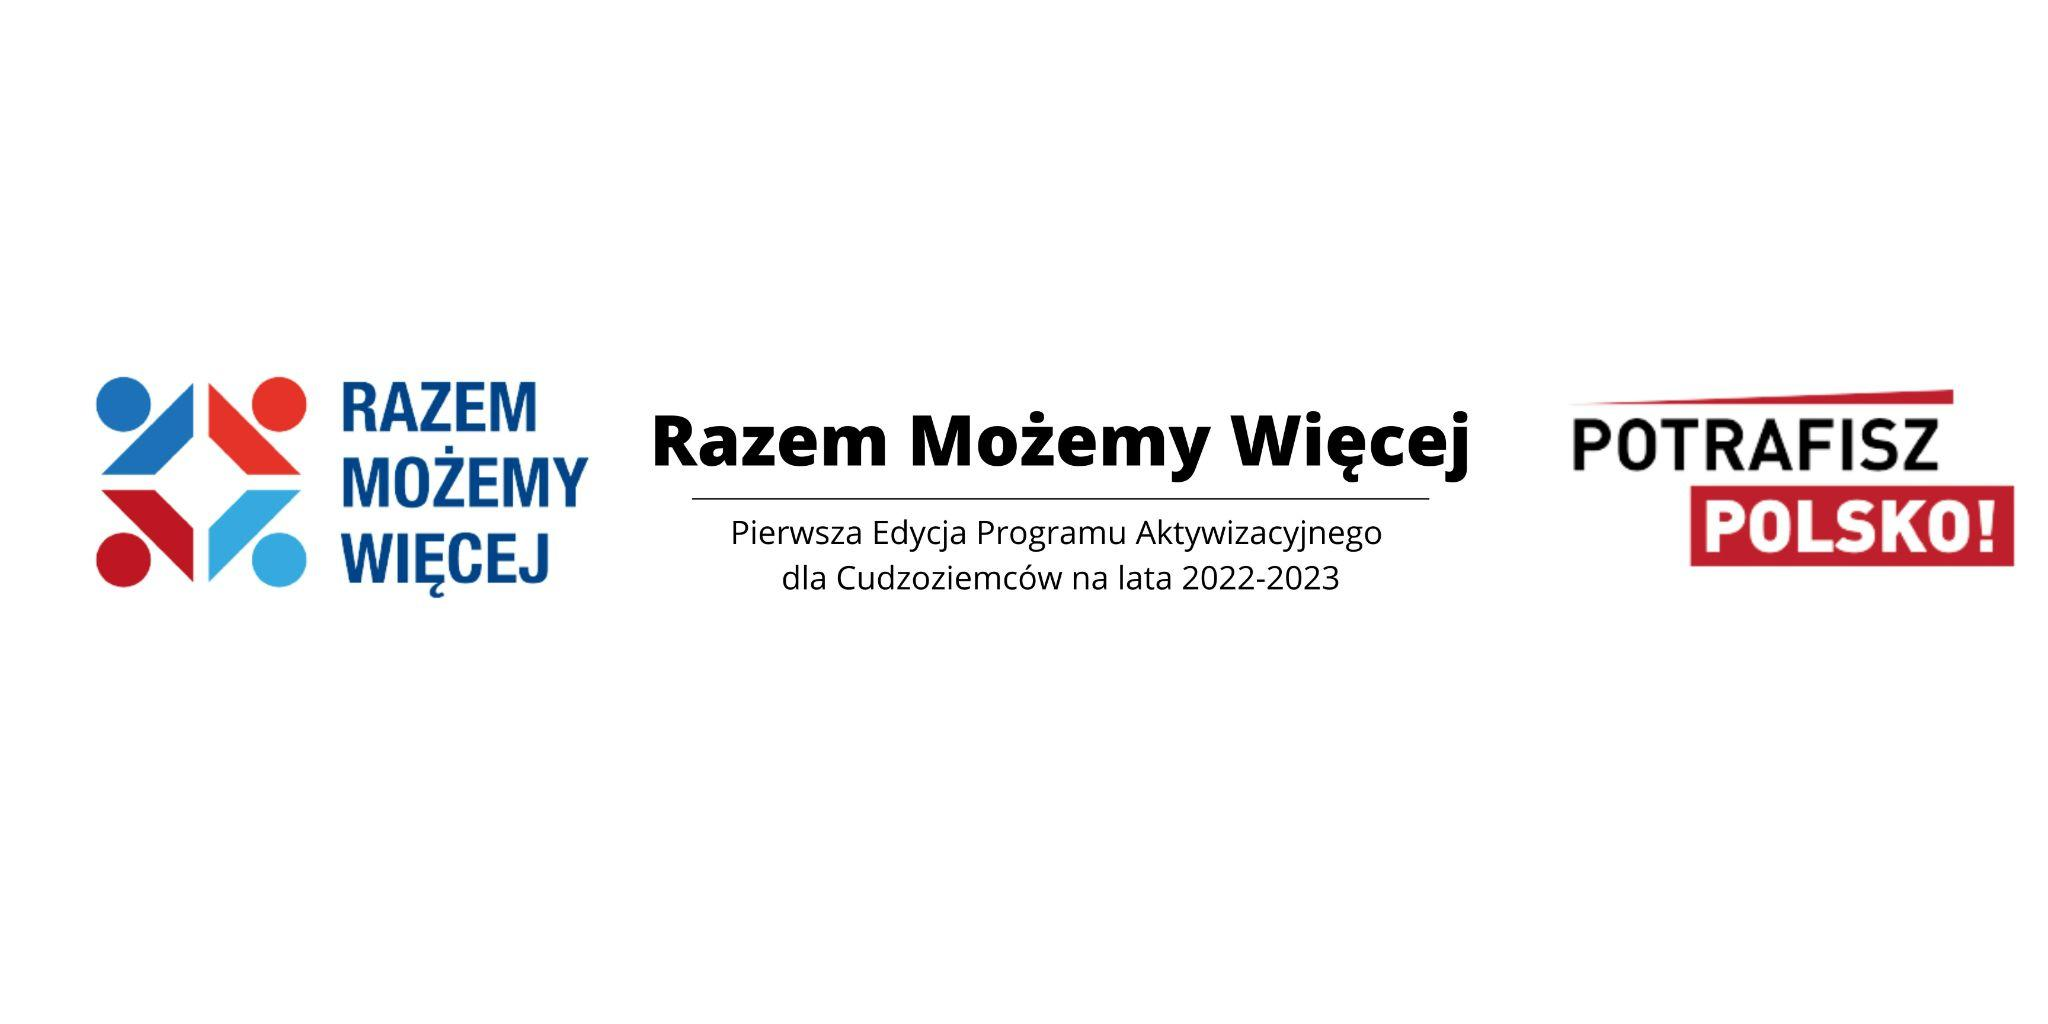 RAZEM
MOŻEMY
WIĘCEJ
Razem Możemy Więcej
Pierwsza Edycja Programu Aktywizacyjnego
dla Cudzoziemców na lata 2022-2023
POTRAFISZ
POLSKO!